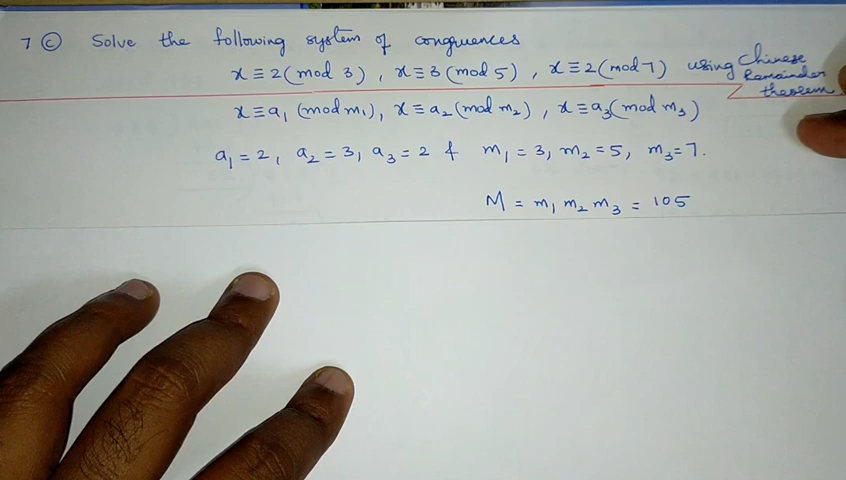 7 C Solve the following system of congruences
x ≡ 2 (mod 3), x ≡ 3 (mod 5), x ≡ 2 (mod 7) using Chinese Remainder theorem
x ≡ a₁ (mod m₁), x ≡ a₂ (mod m₂), x ≡ a₃ (mod m₃)
a₁ = 2, a₂ = 3, a₃ = 2 & m₁ = 3, m₂ = 5, m₃ = 7.
M = m₁ m₂ m₃ = 105